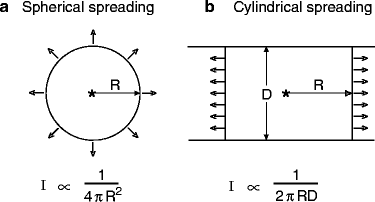 a Spherical spreading
R
I ∝ 1 / 4πR²
b Cylindrical spreading
D
R
I ∝ 1 / 2πRD